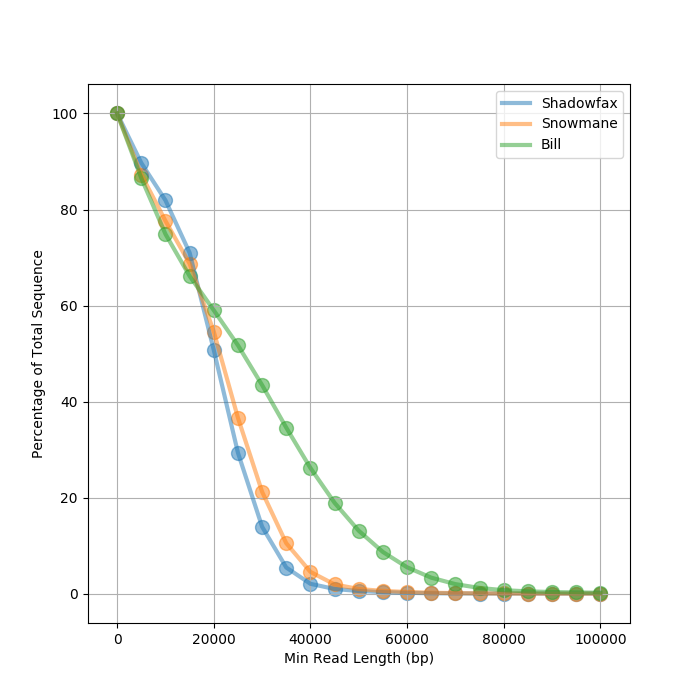 Shadowfax
Snowmane
Bill
100
80
60
40
20
0
Percentage of Total Sequence
0 20000 40000 60000 80000 100000
Min Read Length (bp)